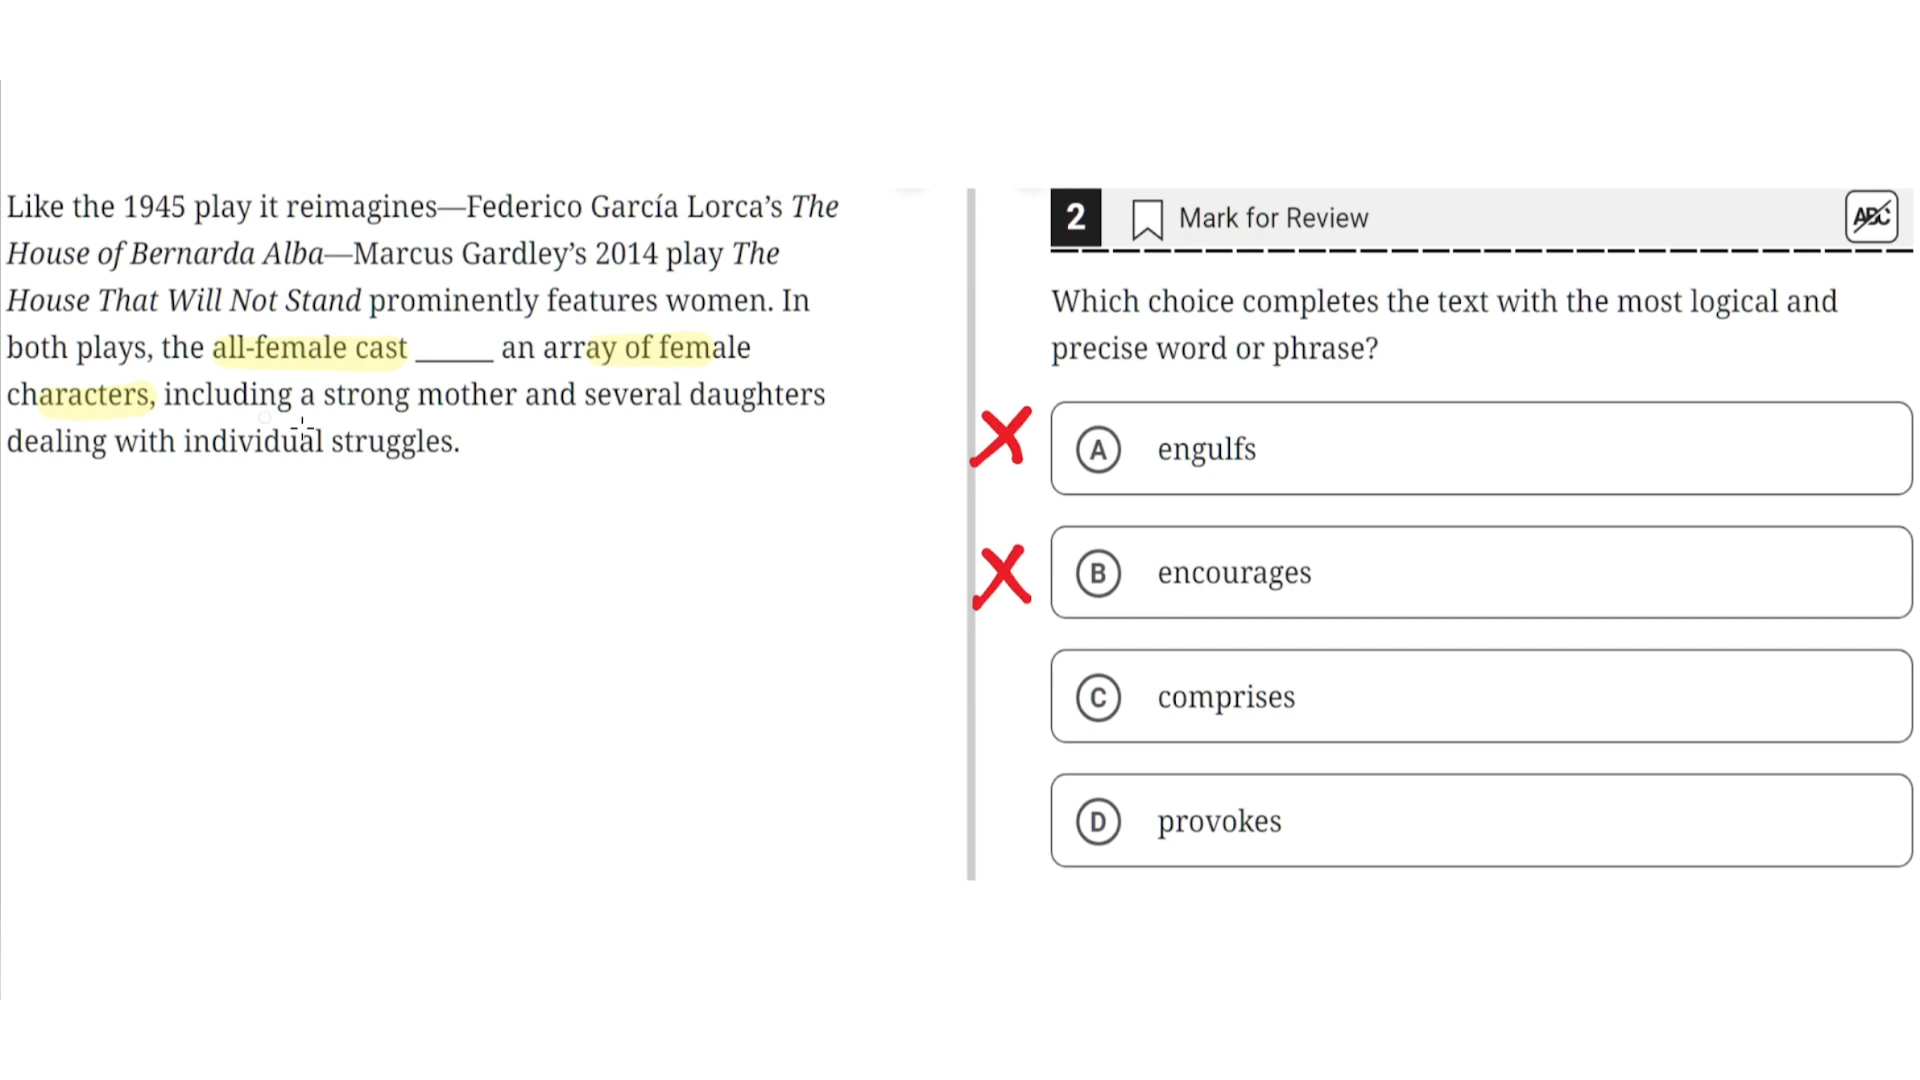 Like the 1945 play it reimagines—Federico García Lorca’s The
House of Bernarda Alba—Marcus Gardley’s 2014 play The
House That Will Not Stand prominently features women. In
both plays, the all-female cast ______ an array of female
characters, including a strong mother and several daughters
dealing with individual struggles.
2 Mark for Review ABC
Which choice completes the text with the most logical and
precise word or phrase?
A engulfs
B encourages
C comprises
D provokes